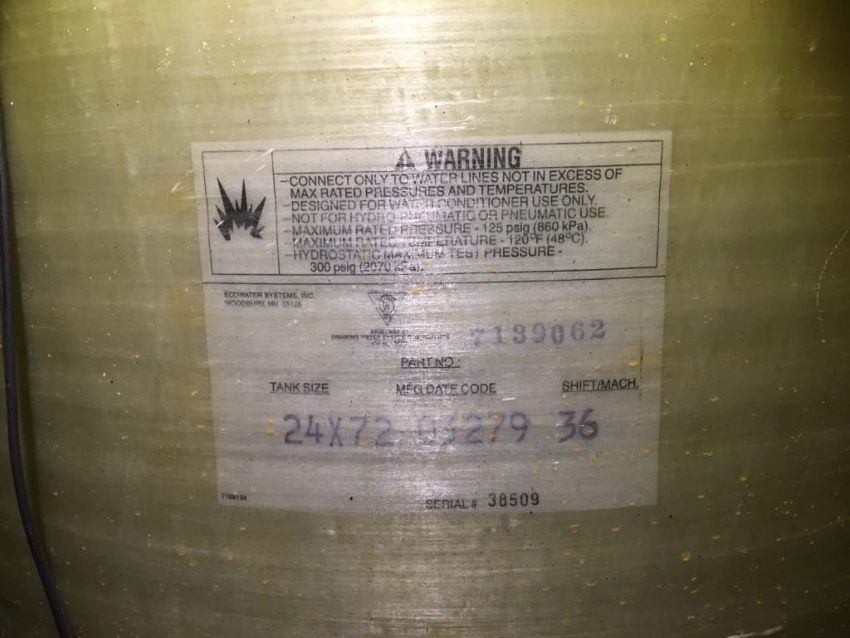 WARNING
-CONNECT ONLY TO WATER LINES NOT IN EXCESS OF
MAX RATED PRESSURES AND TEMPERATURES.
-DESIGNED FOR WATER CONDITIONER USE ONLY.
-NOT FOR HYDRO-PNEUMATIC OR PNEUMATIC USE.
-MAXIMUM RATED PRESSURE - 125 psig (860 kPa).
-MAXIMUM RATED TEMPERATURE - 120°F (48°C).
-HYDROSTATIC MAXIMUM TEST PRESSURE -
300 psig (2070 kPa).
ECOWATER SYSTEMS, INC.
WOODBURY, MN 55125
7139062
PART NO.:
TANK SIZE MFG DATE CODE SHIFT/MACH.
24X72 36
SERIAL # 38509